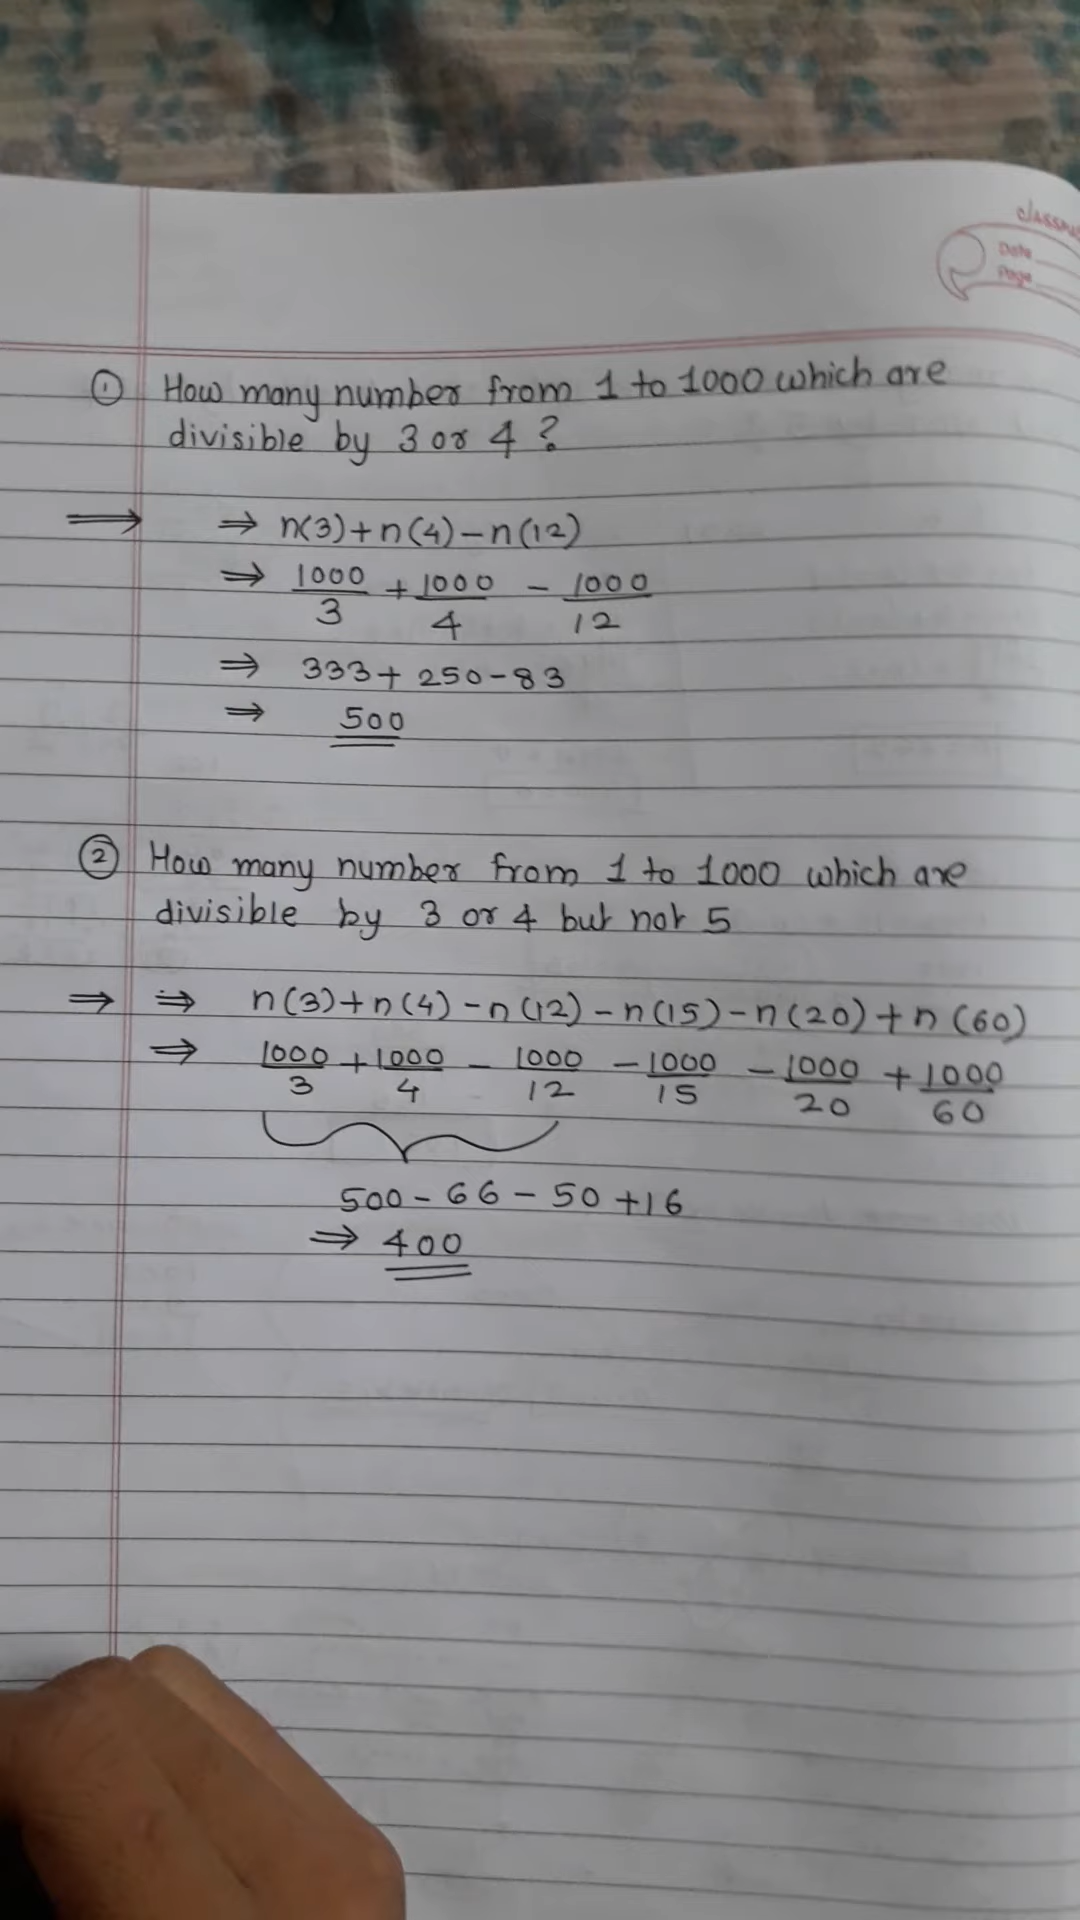 Date
Page
① How many number from 1 to 1000 which are
divisible by 3 or 4 ?
⟹ ⇒ n(3)+n(4)-n(12)
⇒ 1000/3 + 1000/4 - 1000/12
⇒ 333+ 250-83
⇒ 500
② How many number from 1 to 1000 which are
divisible by 3 or 4 but not 5
⇒ ⇒ n(3)+n(4)-n(12)-n(15)-n(20)+n(60)
⇒ 1000/3 + 1000/4 - 1000/12 - 1000/15 - 1000/20 + 1000/60
500-66-50+16
⇒ 400